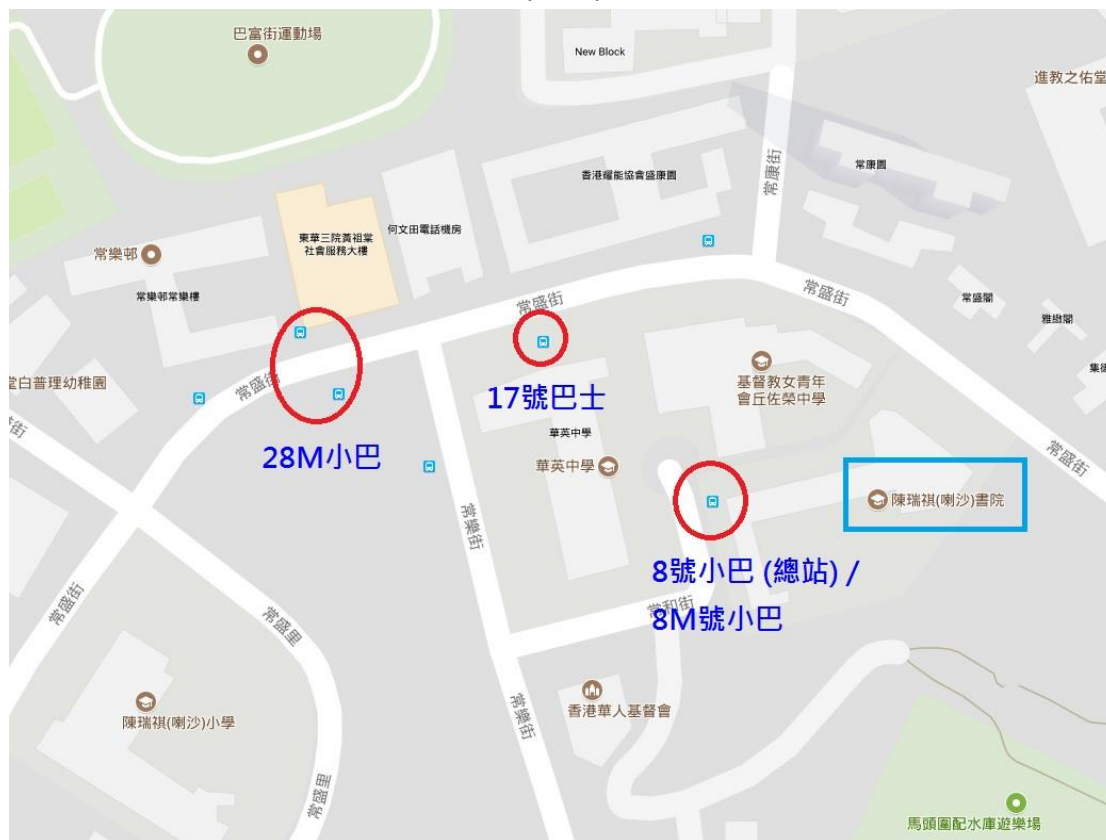 巴富街運動場
New Block
進教之佑堂
常康街
常康園
香港耀能協會盛康園
何文田電話機房
東華三院黃祖棠
社會服務大樓
常樂邨
常樂邨常樂樓
常盛街
常盛街
常盛閣
雅緻閣
常盛街
17號巴士
28M小巴
基督教女青年
會丘佐榮中學
華英中學
華英中學
常盛街
陳瑞祺(喇沙)書院
常樂街
8號小巴 (總站) /
8M號小巴
常和街
常盛街
常盛里
陳瑞祺(喇沙)小學
香港華人基督會
常樂街
常盛里
馬頭圍配水庫遊樂場